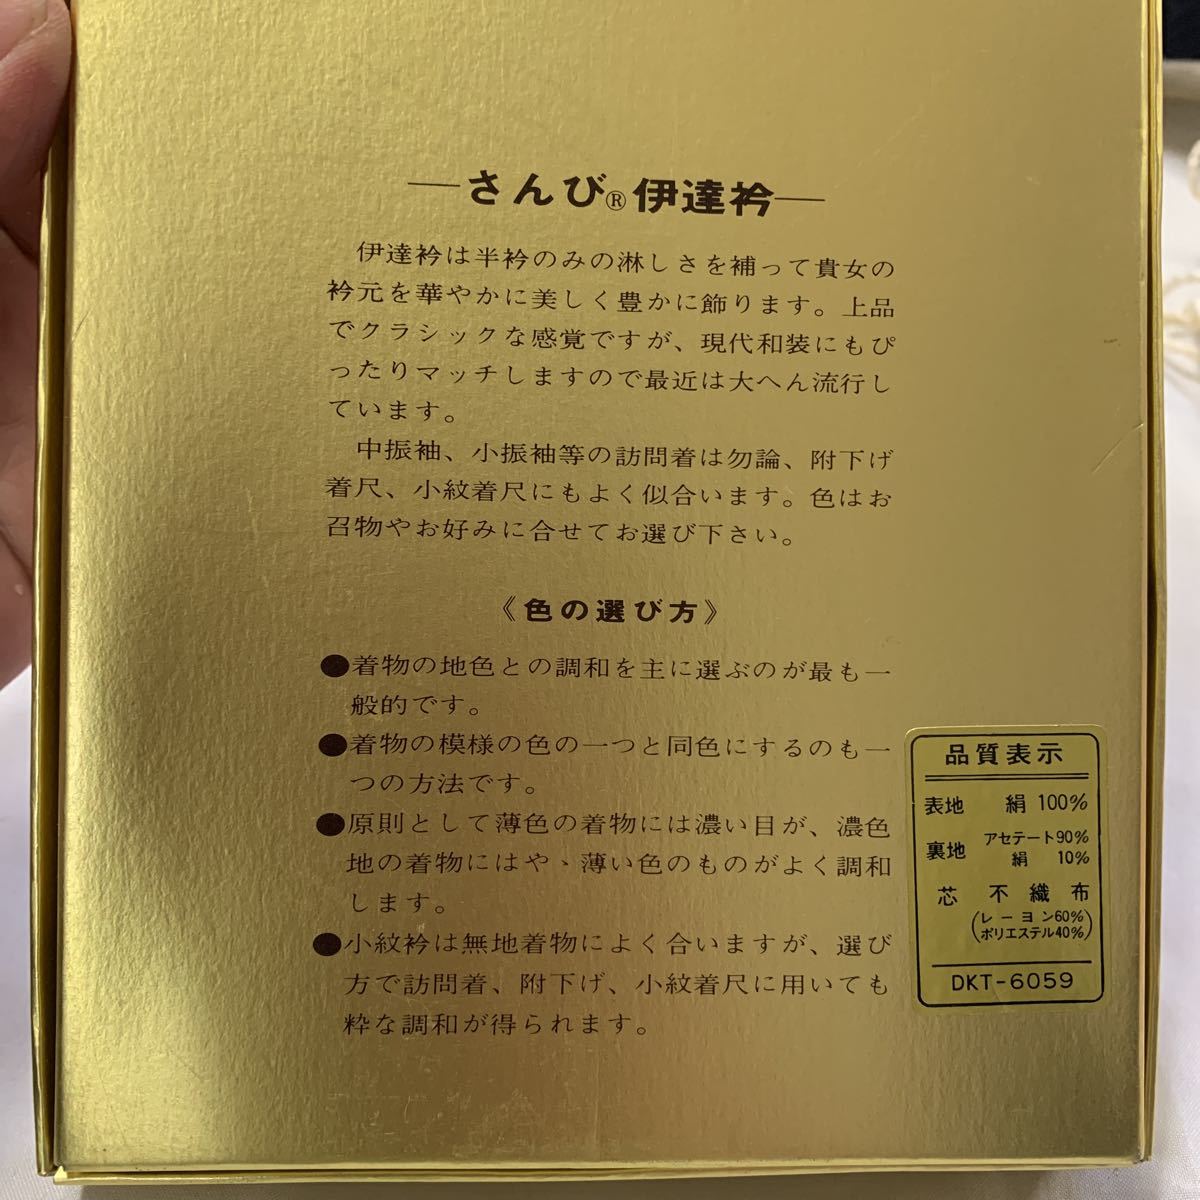 —さんび®伊達衿—
伊達衿は半衿のみの淋しさを補って貴女の
衿元を華やかに美しく豊かに飾ります。上品
でクラシックな感覚ですが、現代和装にもぴ
ったりマッチしますので最近は大へん流行し
ています。
中振袖、小振袖等の訪問着は勿論、附下げ
着尺、小紋着尺にもよく似合います。色はお
召物やお好みに合せてお選び下さい。
《色の選び方》
●着物の地色との調和を主に選ぶのが最も一
般的です。
●着物の模様の色の一つと同色にするのも一
つの方法です。
●原則として薄色の着物には濃い目が、濃色
地の着物にはやゝ薄い色のものがよく調和
します。
●小紋衿は無地着物によく合いますが、選び
方で訪問着、附下げ、小紋着尺に用いても
粋な調和が得られます。
品質表示
表地 絹 100%
裏地 アセテート90%
絹 10%
芯 不織布
(レーヨン60%
ポリエステル40%)
DKT-6059